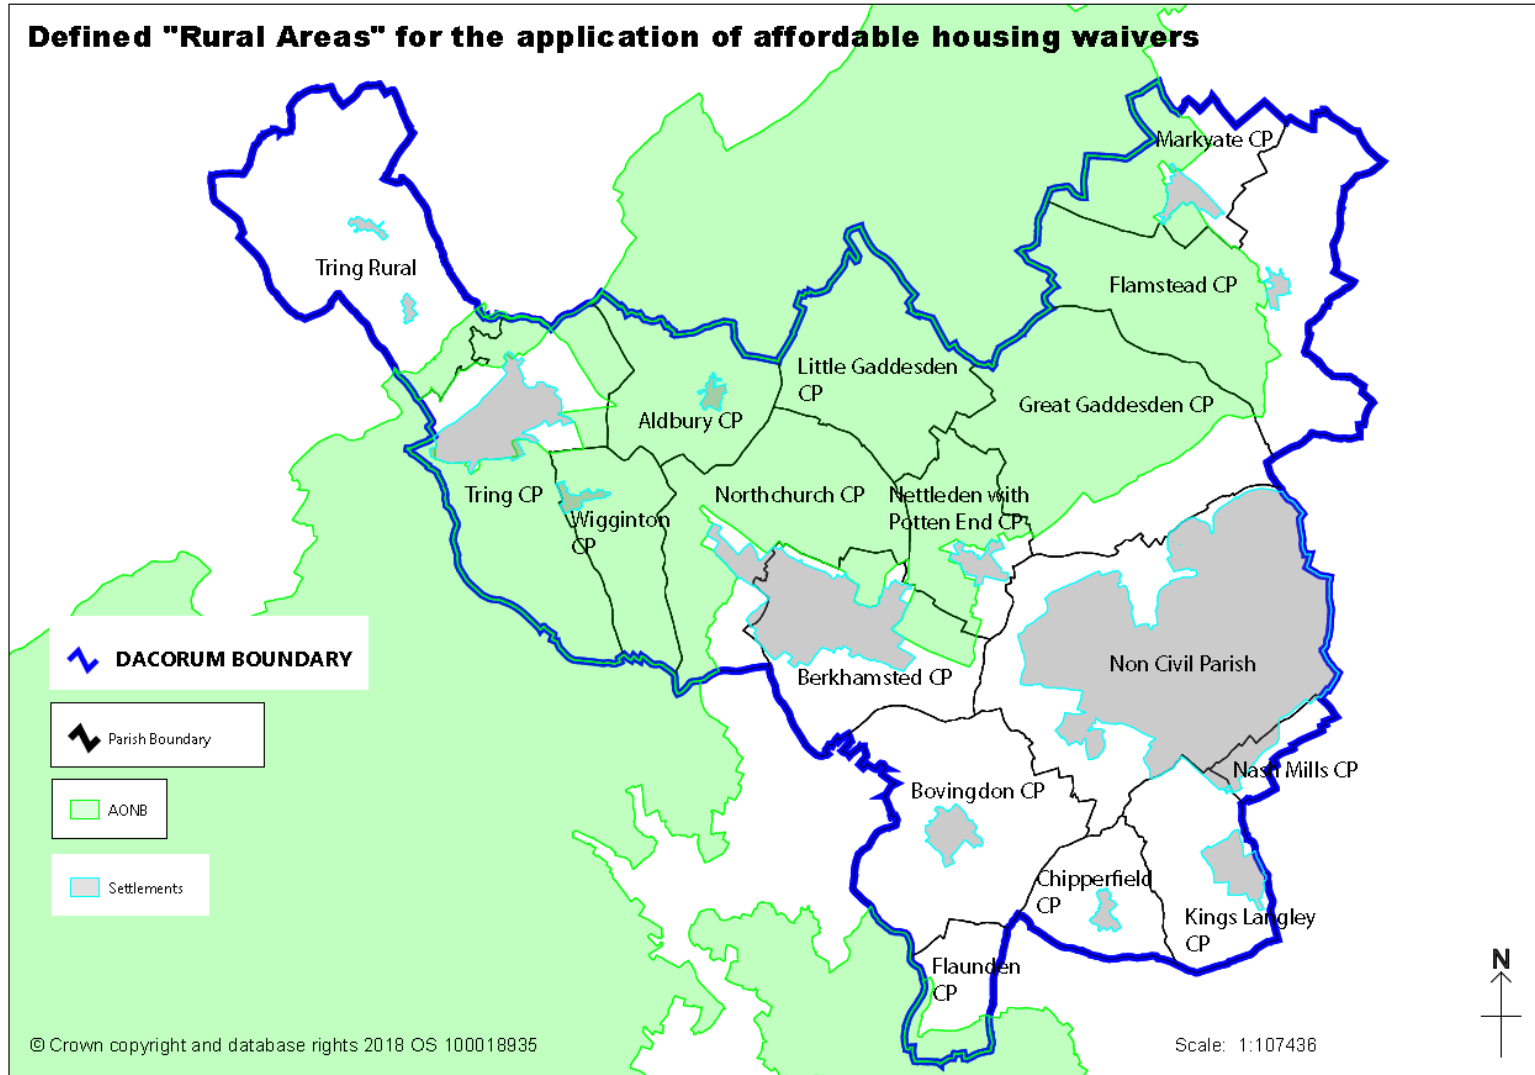 Defined "Rural Areas" for the application of affordable housing waivers
Markyate CP
Tring Rural
Flamstead CP
Little Gaddesden
CP
Great Gaddesden CP
Aldbury CP
Tring CP
Northchurch CP
Nettleden with
Potten End CP
Wigginton
CP
Non Civil Parish
Berkhamsted CP
Nash Mills CP
Bovingdon CP
Chipperfield
CP
Kings Langley
CP
Flaunden
CP
DACORUM BOUNDARY
Parish Boundary
AONB
Settlements
N
© Crown copyright and database rights 2018 OS 100018935
Scale: 1:107436